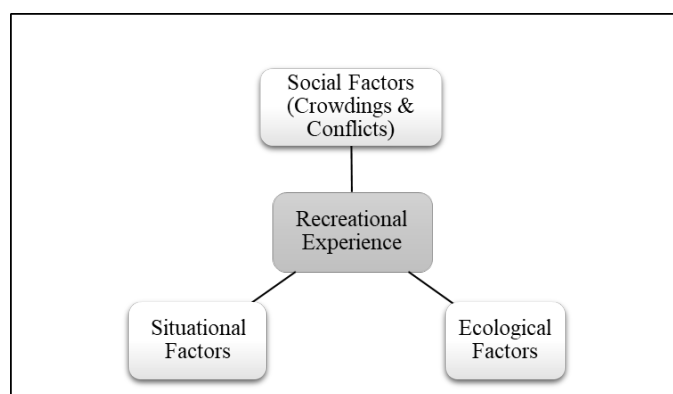 Social Factors
(Crowdings &
Conflicts)
Recreational
Experience
Situational
Factors
Ecological
Factors